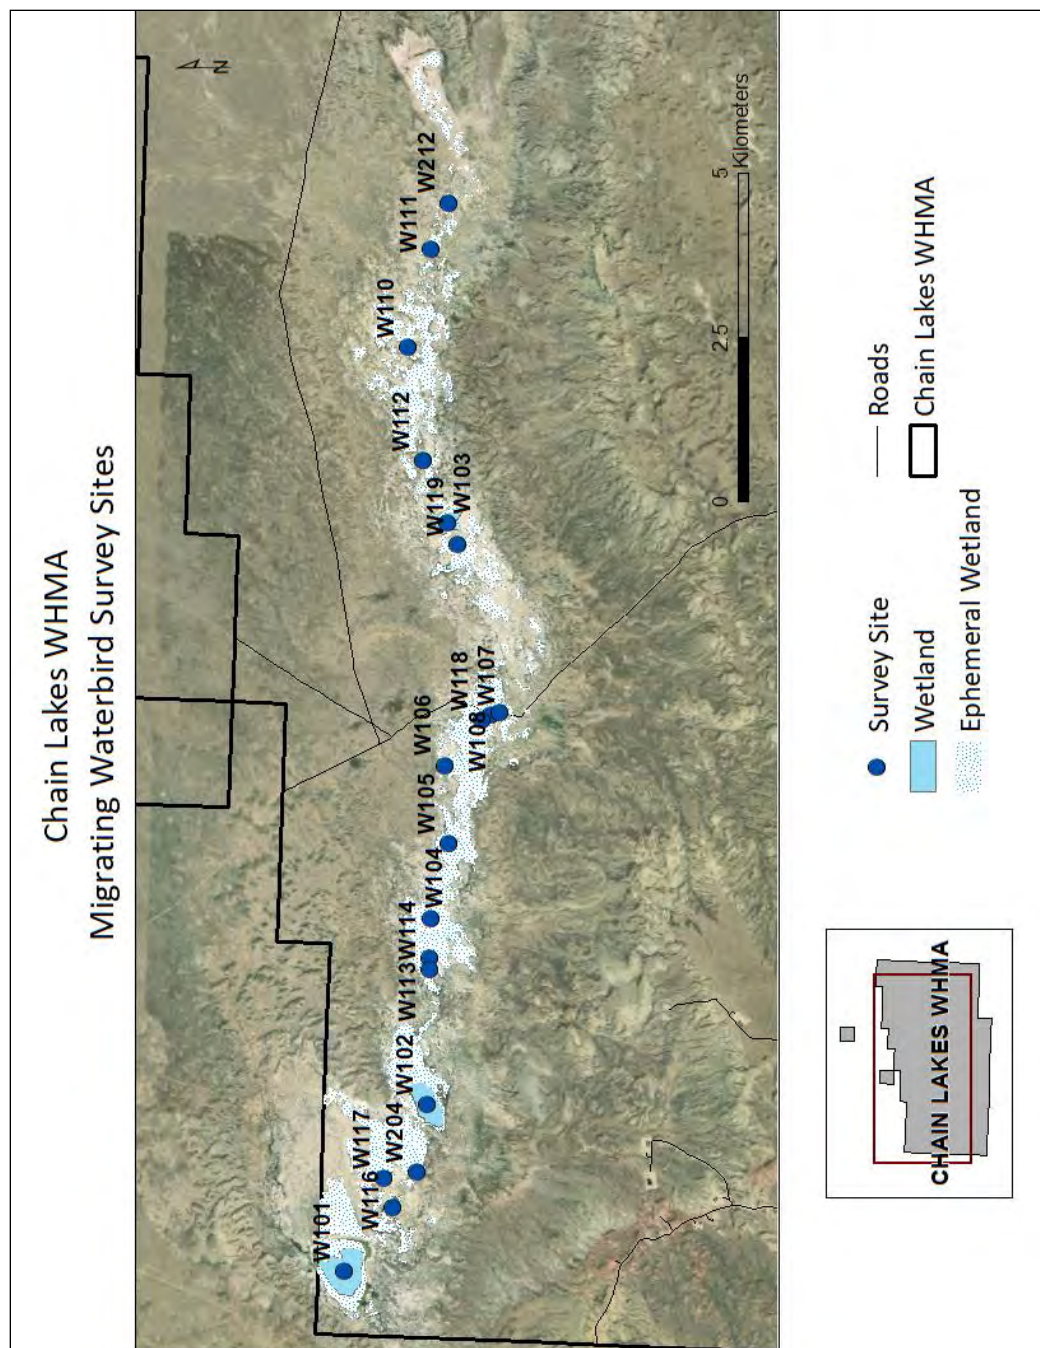 Chain Lakes WHMA
Migrating Waterbird Survey Sites
N
W101
W116
W117
W204
W102
W113
W114
W104
W105
W106
W108
W118
W107
W119
W103
W112
W110
W111
W212
0
2.5
5
Kilometers
Survey Site
Wetland
Ephemeral Wetland
Roads
Chain Lakes WHMA
CHAIN LAKES WHMA